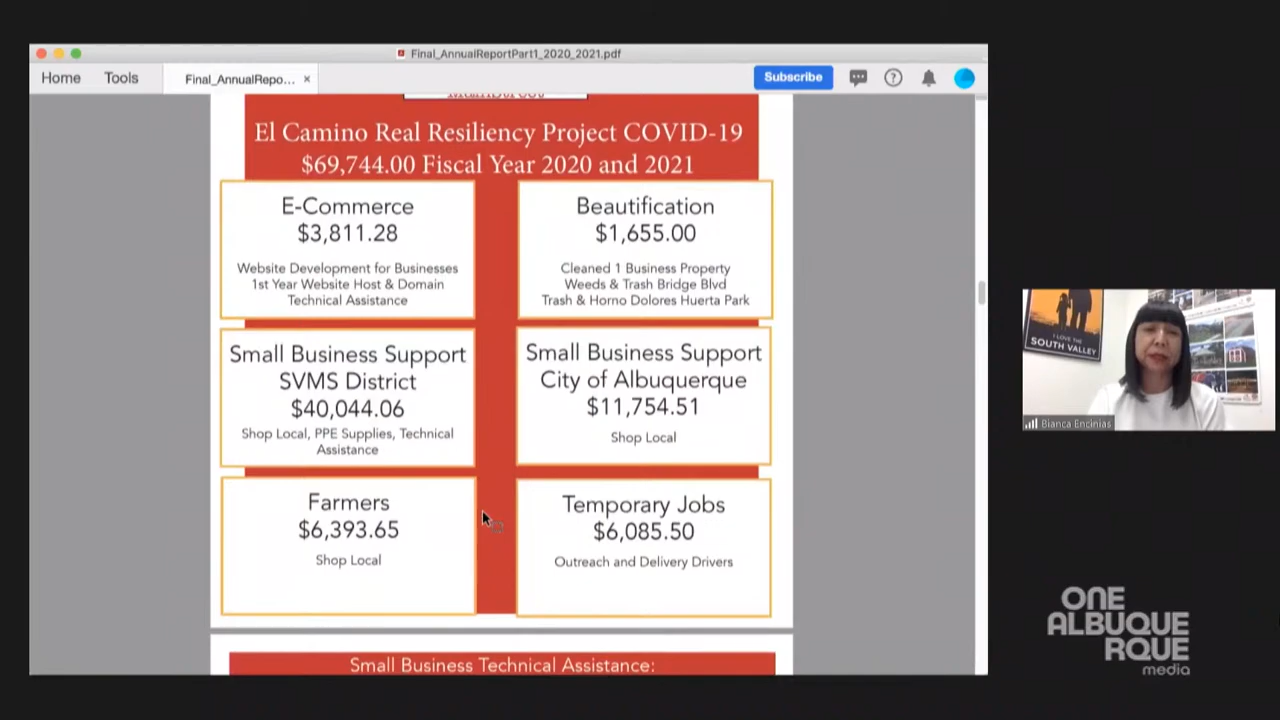 Final_AnnualReportPart1_2020_2021.pdf
Home
Tools
Final_AnnualRepo...
×
Subscribe
?
El Camino Real Resiliency Project COVID-19
$69,744.00 Fiscal Year 2020 and 2021
E-Commerce
$3,811.28
Website Development for Businesses
1st Year Website Host & Domain
Technical Assistance
Beautification
$1,655.00
Cleaned 1 Business Property
Weeds & Trash Bridge Blvd
Trash & Horno Dolores Huerta Park
Small Business Support
SVMS District
$40,044.06
Shop Local, PPE Supplies, Technical
Assistance
Small Business Support
City of Albuquerque
$11,754.51
Shop Local
Farmers
$6,393.65
Shop Local
Temporary Jobs
$6,085.50
Outreach and Delivery Drivers
Small Business Technical Assistance:
I LOVE THE
SOUTH VALLEY
Bianca Encinias
ONE
ALBUQUE
RQUE
media